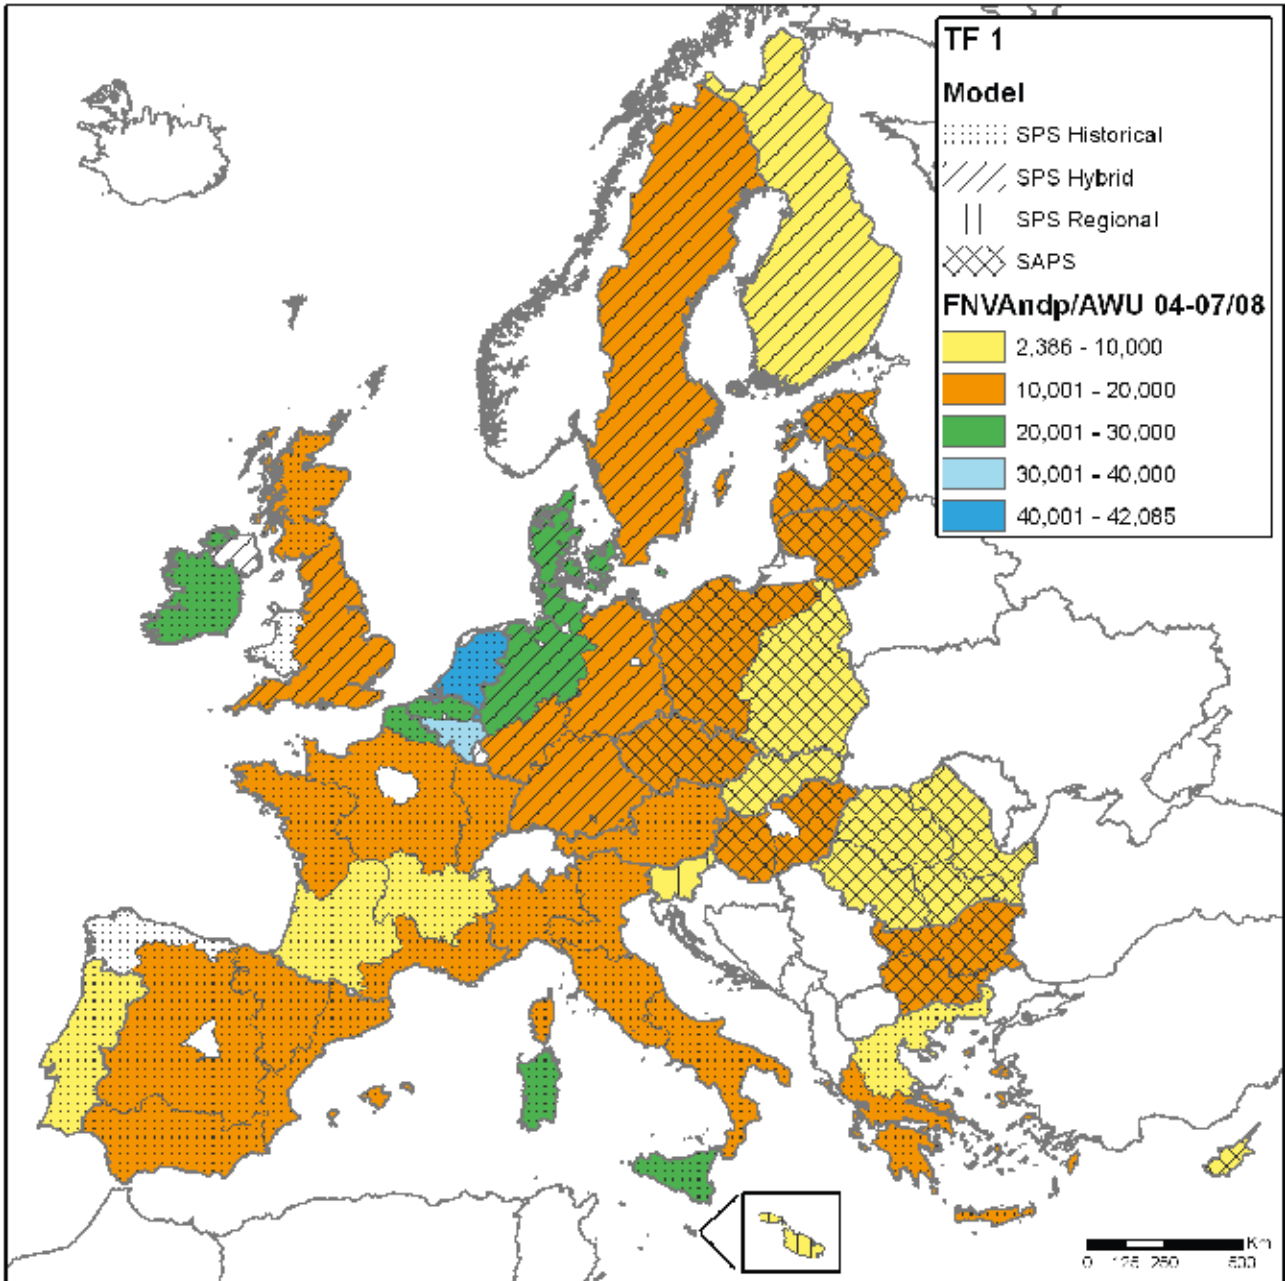 TF 1
Model
SPS Historical
SPS Hybrid
SPS Regional
SAPS
FNVAndp/AWU 04-07/08
2,386 - 10,000
10,001 - 20,000
20,001 - 30,000
30,001 - 40,000
40,001 - 42,085
Km
0 125 250 500